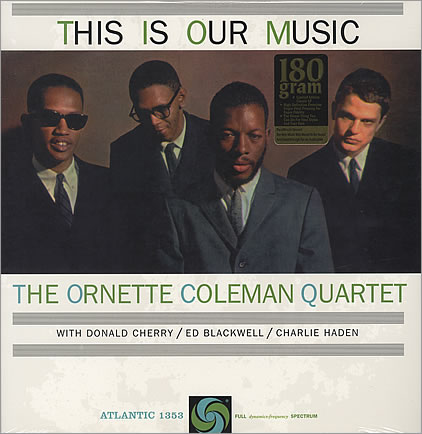 THIS IS OUR MUSIC
180
gram
THE ORNETTE COLEMAN QUARTET
WITH DONALD CHERRY / ED BLACKWELL / CHARLIE HADEN
ATLANTIC 1353
FULL dynamics-frequency SPECTRUM